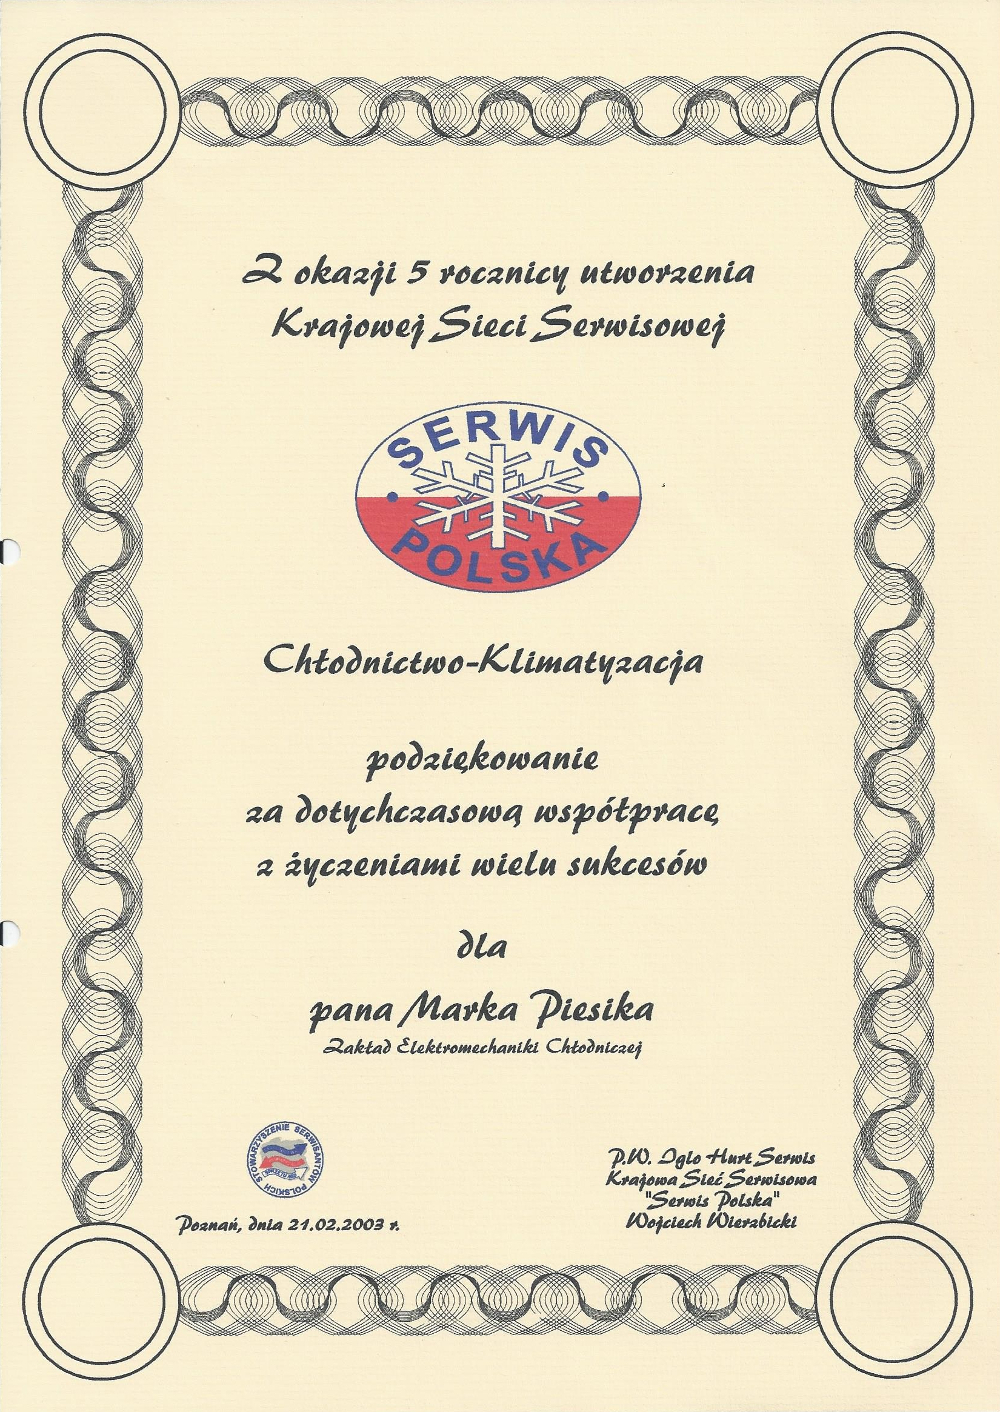 Z okazji 5 rocznicy utworzenia
Krajowej Sieci Serwisowej
SERWIS
POLSKA
Chłodnictwo-Klimatyzacja
podziękowanie
za dotychczasową współpracę
z życzeniami wielu sukcesów
dla
pana Marka Piesika
Zakład Elektromechaniki Chłodniczej
STOWARZYSZENIE SERWISANTÓW POLSKICH
Poznań, dnia 21.02.2003 r.
P.W. Iglo Hurt Serwis
Krajowa Sieć Serwisowa
"Serwis Polska"
Wojciech Wierzbicki